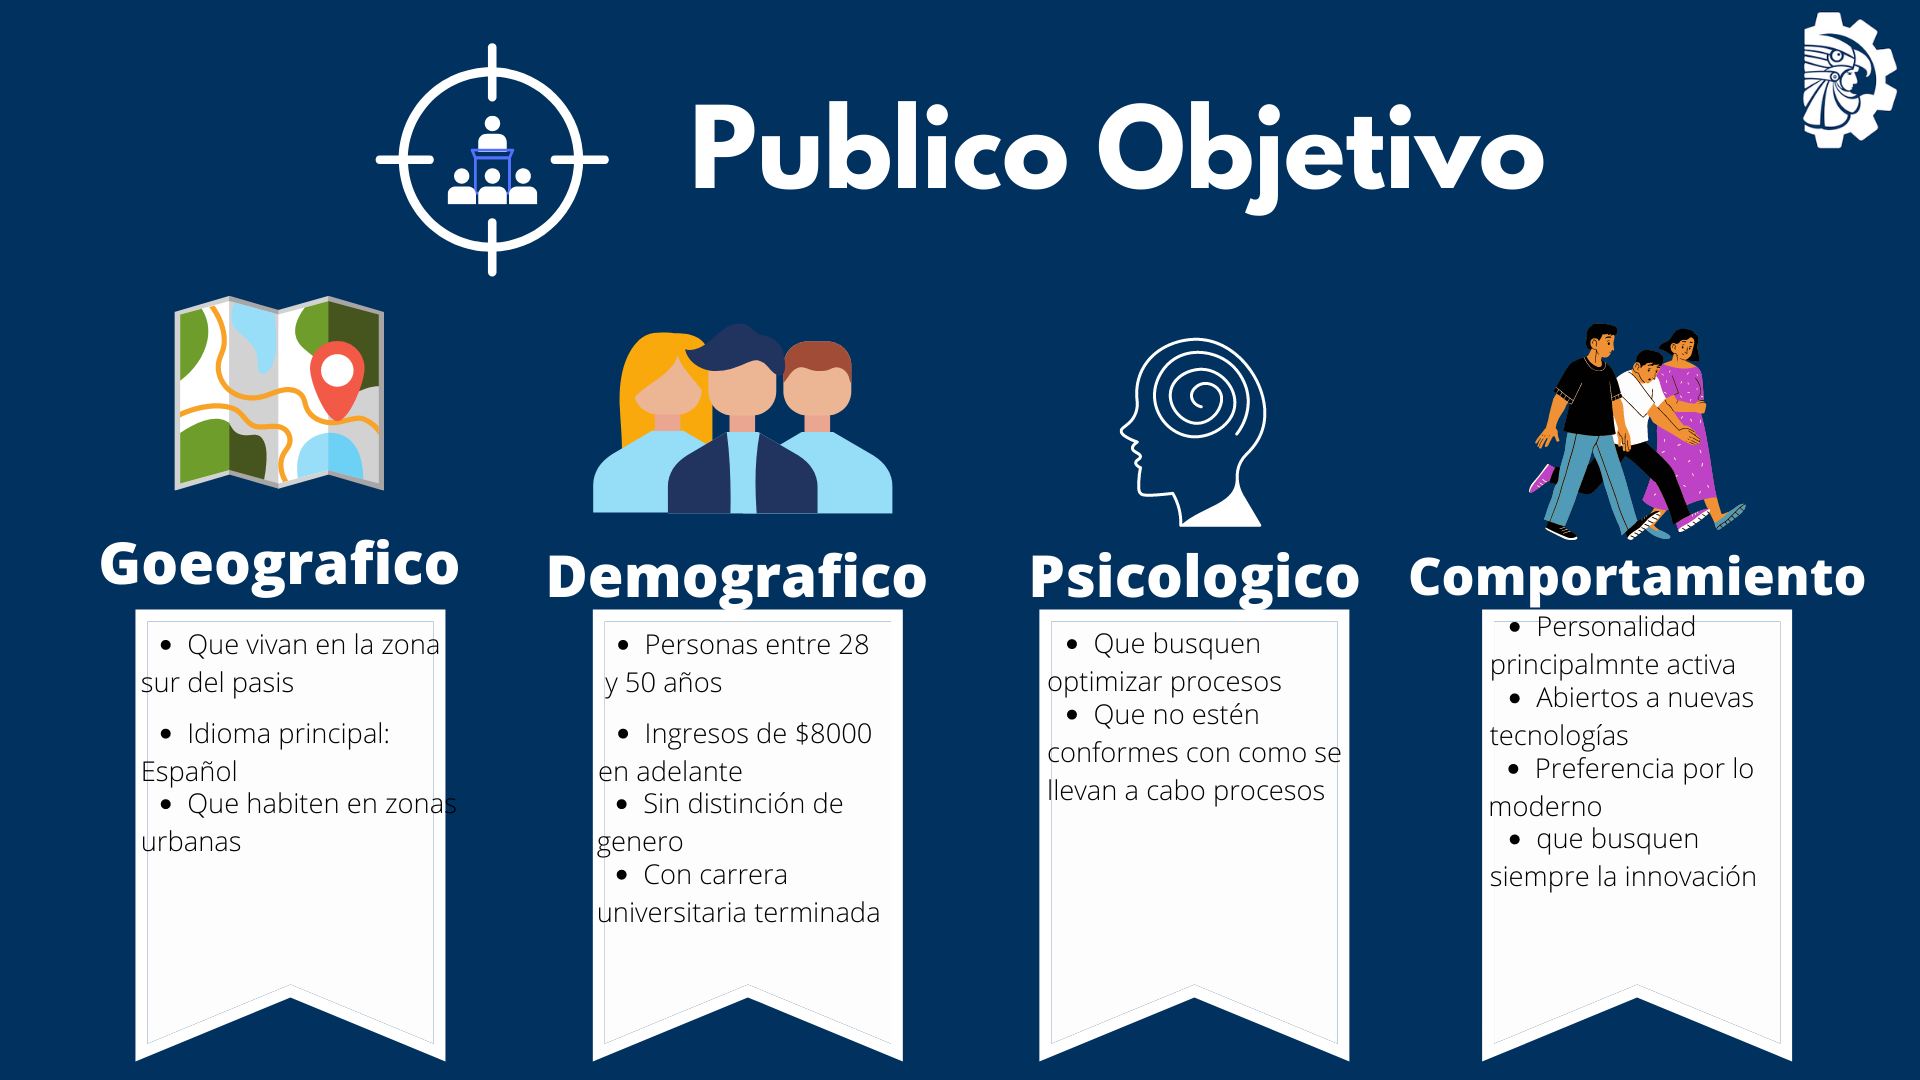 Publico Objetivo
Goeografico
• Que vivan en la zona
sur del pasis
• Idioma principal:
Español
• Que habiten en zonas
urbanas
Demografico
• Personas entre 28
y 50 años
• Ingresos de $8000
en adelante
• Sin distinción de
genero
• Con carrera
universitaria terminada
Psicologico
• Que busquen
optimizar procesos
• Que no estén
conformes con como se
llevan a cabo procesos
Comportamiento
• Personalidad
principalmnte activa
• Abiertos a nuevas
tecnologías
• Preferencia por lo
moderno
• que busquen
siempre la innovación